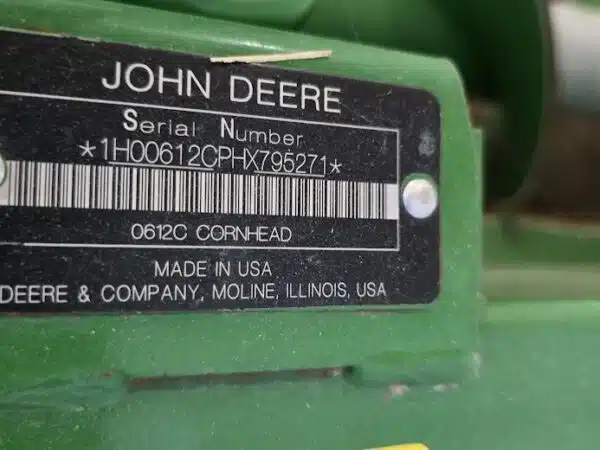 JOHN DEERE
Serial Number
*1H00612CPHX795271*
0612C CORNHEAD
MADE IN USA
DEERE & COMPANY, MOLINE, ILLINOIS, USA